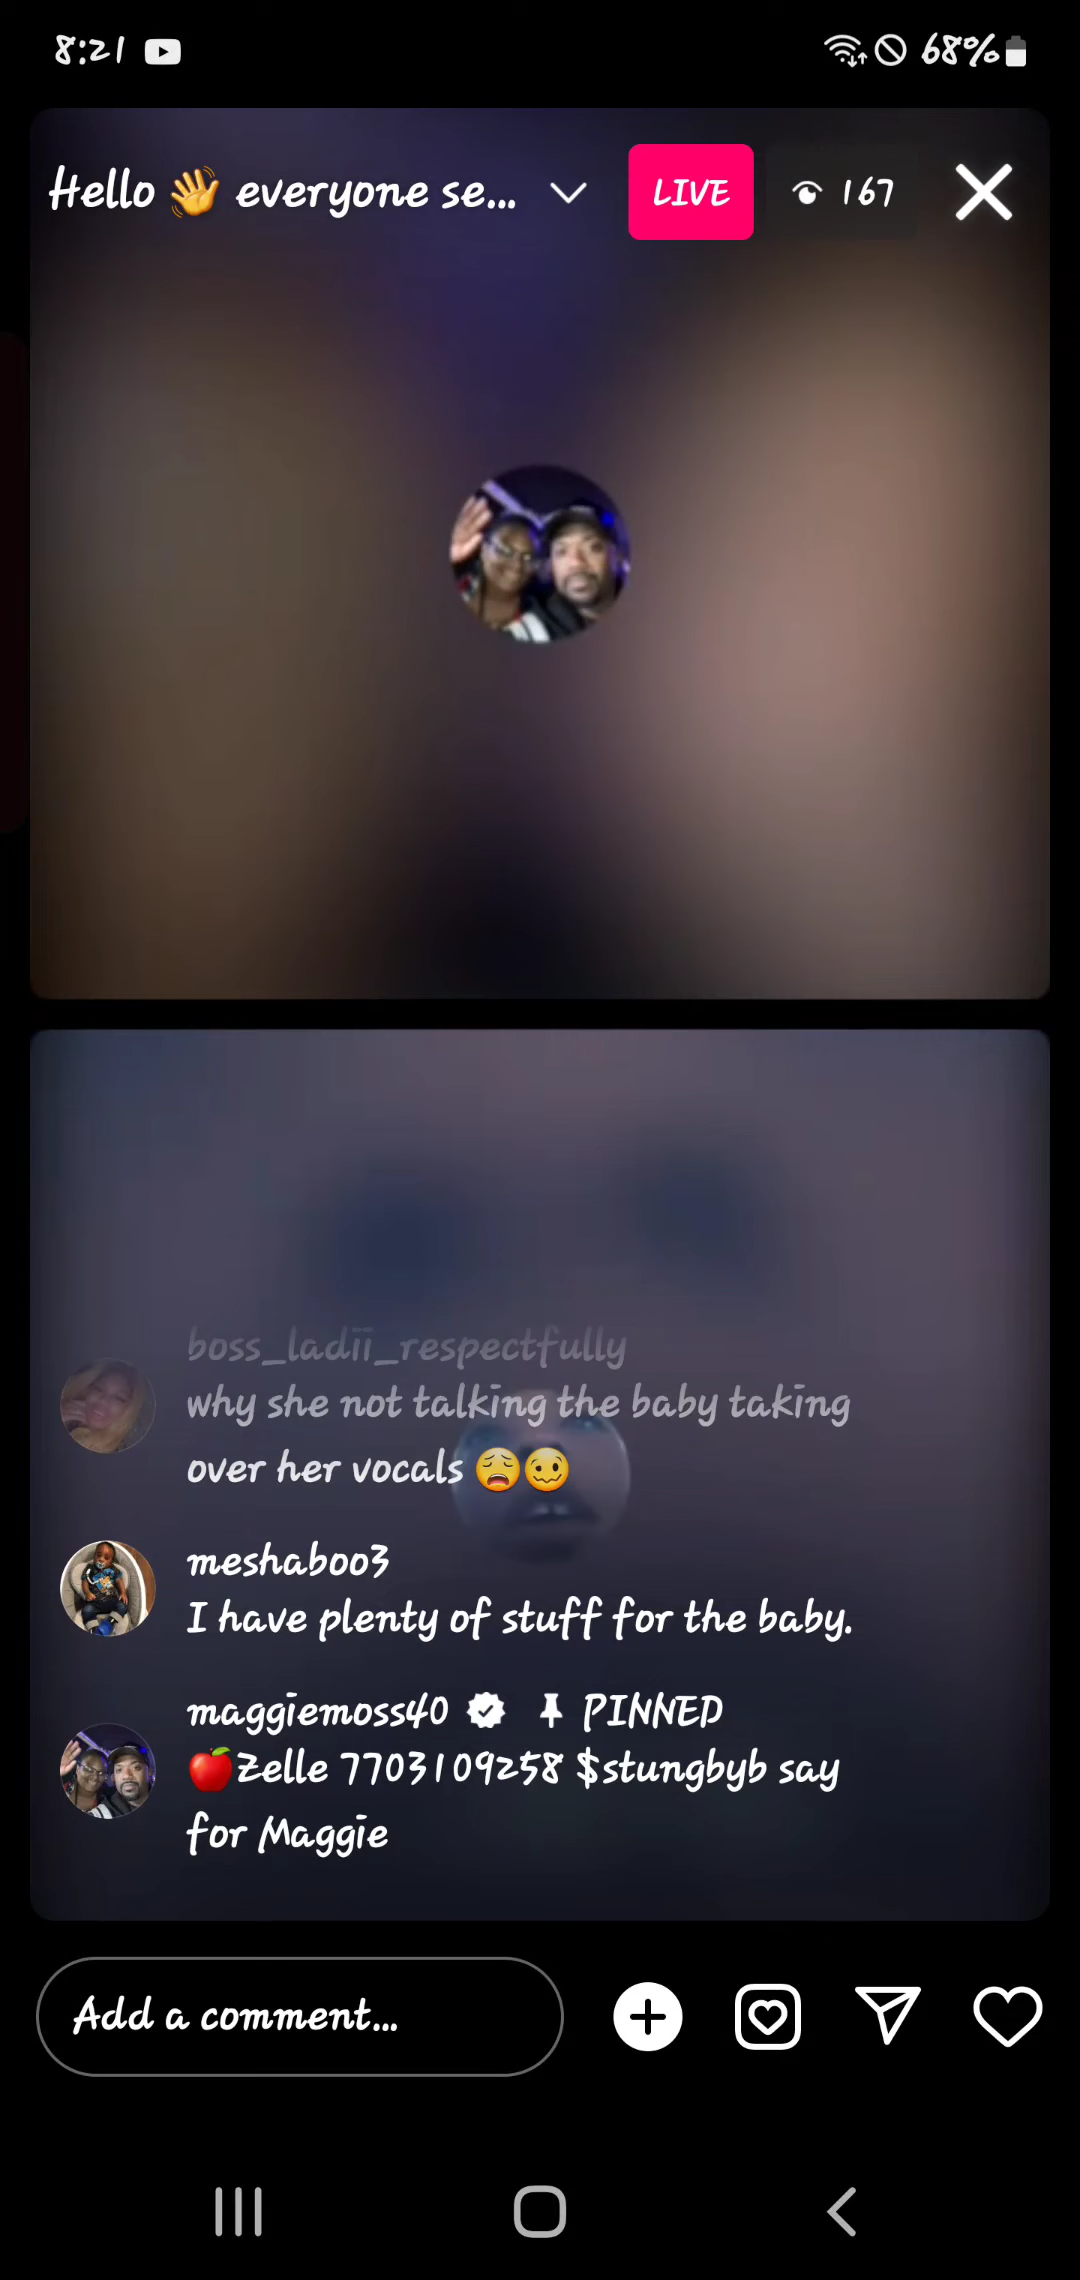 8:21
68%
Hello 👋 everyone se...
LIVE
167
boss_ladii_respectfully
why she not talking the baby taking
over her vocals 😩🥴
meshaboo3
I have plenty of stuff for the baby.
maggiemoss40 PINNED
🍎Zelle 7703109258 $stungbyb say
for Maggie
Add a comment...